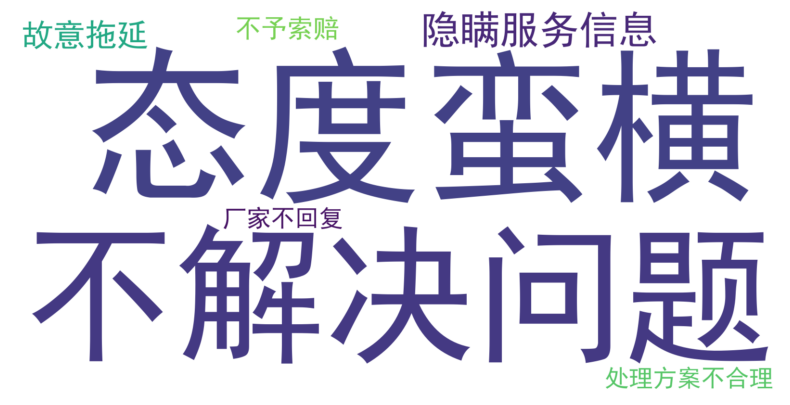 故意拖延
不予索赔
隐瞒服务信息
态度蛮横
厂家不回复
不解决问题
处理方案不合理